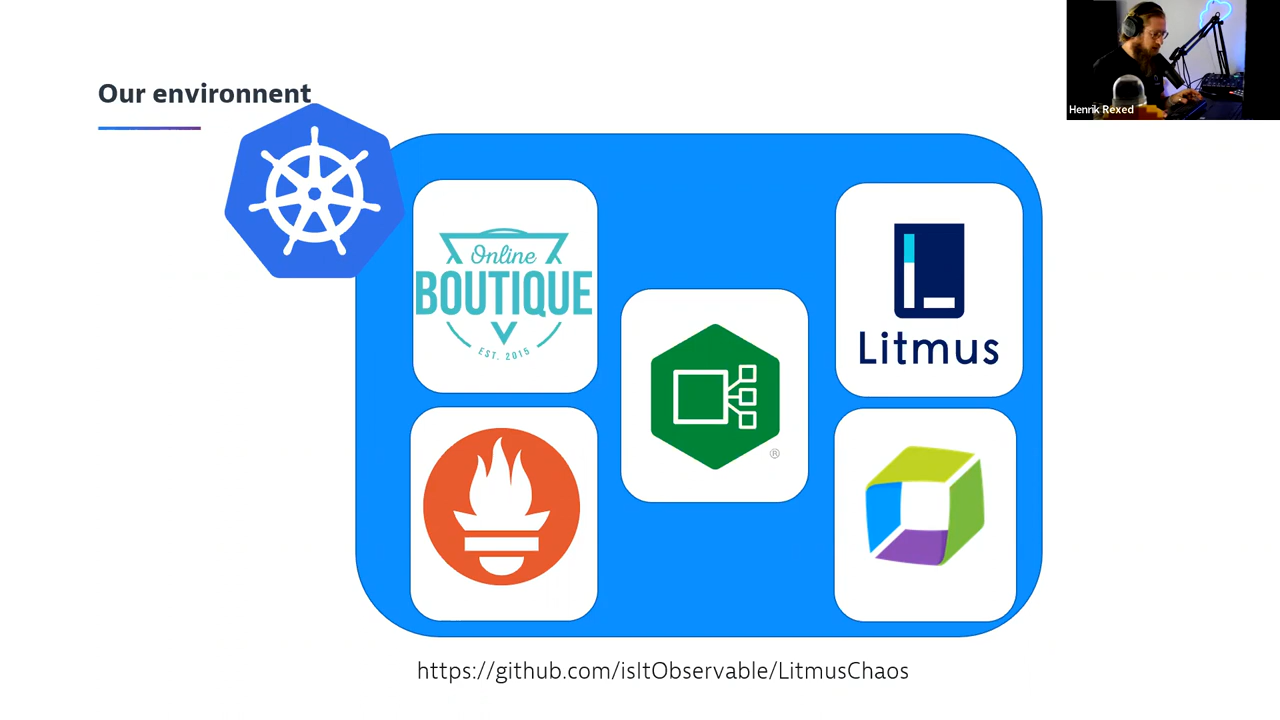 Henrik Rexed
Our environnent
Online
BOUTIQUE
EST. 2015
Litmus
®
https://github.com/isItObservable/LitmusChaos